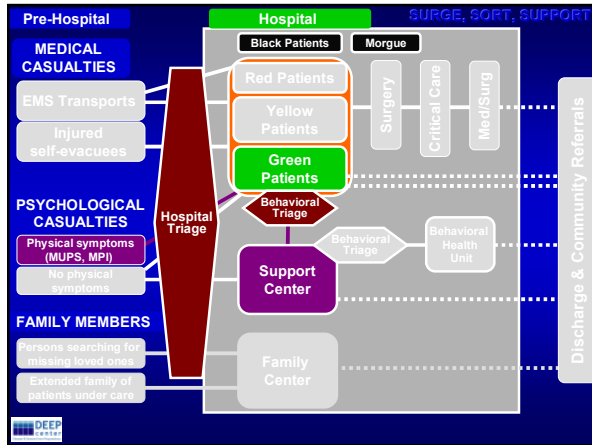 Pre-Hospital
Hospital
SURGE, SORT, SUPPORT
Black Patients
Morgue
MEDICAL
CASUALTIES
EMS Transports
Injured
self-evacuees
PSYCHOLOGICAL
CASUALTIES
Physical symptoms
(MUPS, MPI)
No physical
symptoms
FAMILY MEMBERS
Persons searching for
missing loved ones
Extended family of
patients under care
Hospital
Triage
Red Patients
Yellow
Patients
Green
Patients
Behavioral
Triage
Support
Center
Family
Center
Surgery
Critical Care
Med/Surg
Behavioral
Triage
Behavioral
Health
Unit
Discharge & Community Referrals
DEEP
center